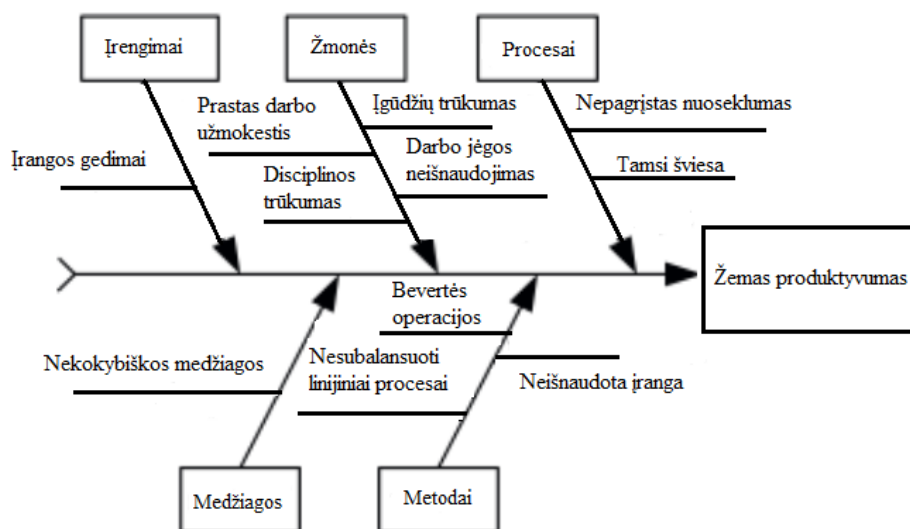 Įrengimai
Žmonės
Procesai
Prastas darbo
užmokestis
Įgūdžių trūkumas
Nepagrįstas nuoseklumas
Įrangos gedimai
Disciplinos
trūkumas
Darbo jėgos
neišnaudojimas
Tamsi šviesa
Žemas produktyvumas
Bevertės
operacijos
Nekokybiškos medžiagos
Nesubalansuoti
linijiniai procesai
Neišnaudota įranga
Medžiagos
Metodai